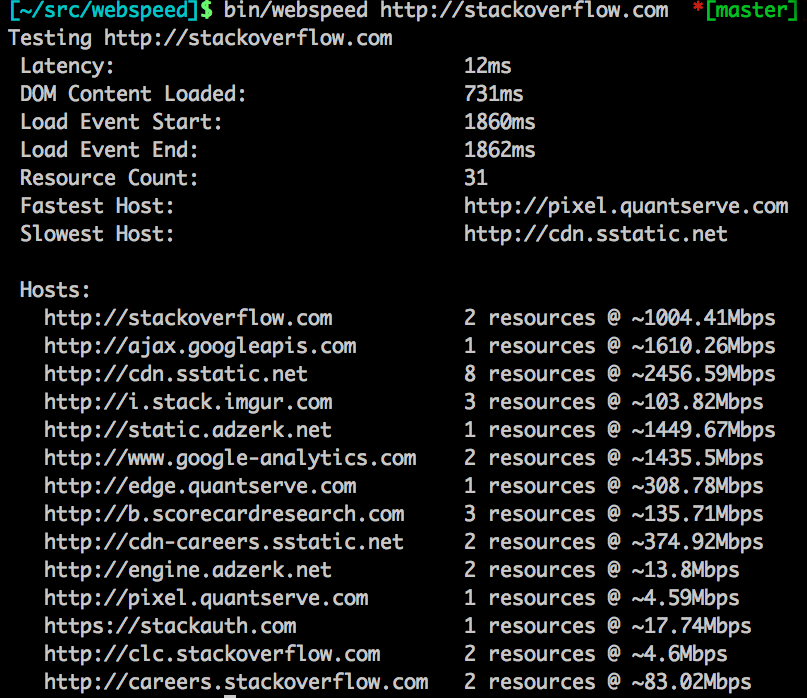 [~/src/webspeed]$ bin/webspeed http://stackoverflow.com *[master]
Testing http://stackoverflow.com
Latency: 12ms
DOM Content Loaded: 731ms
Load Event Start: 1860ms
Load Event End: 1862ms
Resource Count: 31
Fastest Host: http://pixel.quantserve.com
Slowest Host: http://cdn.sstatic.net
Hosts:
http://stackoverflow.com 2 resources @ ~1004.41Mbps
http://ajax.googleapis.com 1 resources @ ~1610.26Mbps
http://cdn.sstatic.net 8 resources @ ~2456.59Mbps
http://i.stack.imgur.com 3 resources @ ~103.82Mbps
http://static.adzerk.net 1 resources @ ~1449.67Mbps
http://www.google-analytics.com 2 resources @ ~1435.5Mbps
http://edge.quantserve.com 1 resources @ ~308.78Mbps
http://b.scorecardresearch.com 3 resources @ ~135.71Mbps
http://cdn-careers.sstatic.net 2 resources @ ~374.92Mbps
http://engine.adzerk.net 2 resources @ ~13.8Mbps
http://pixel.quantserve.com 1 resources @ ~4.59Mbps
https://stackauth.com 1 resources @ ~17.74Mbps
http://clc.stackoverflow.com 2 resources @ ~4.6Mbps
http://careers.stackoverflow.com 2 resources @ ~83.02Mbps